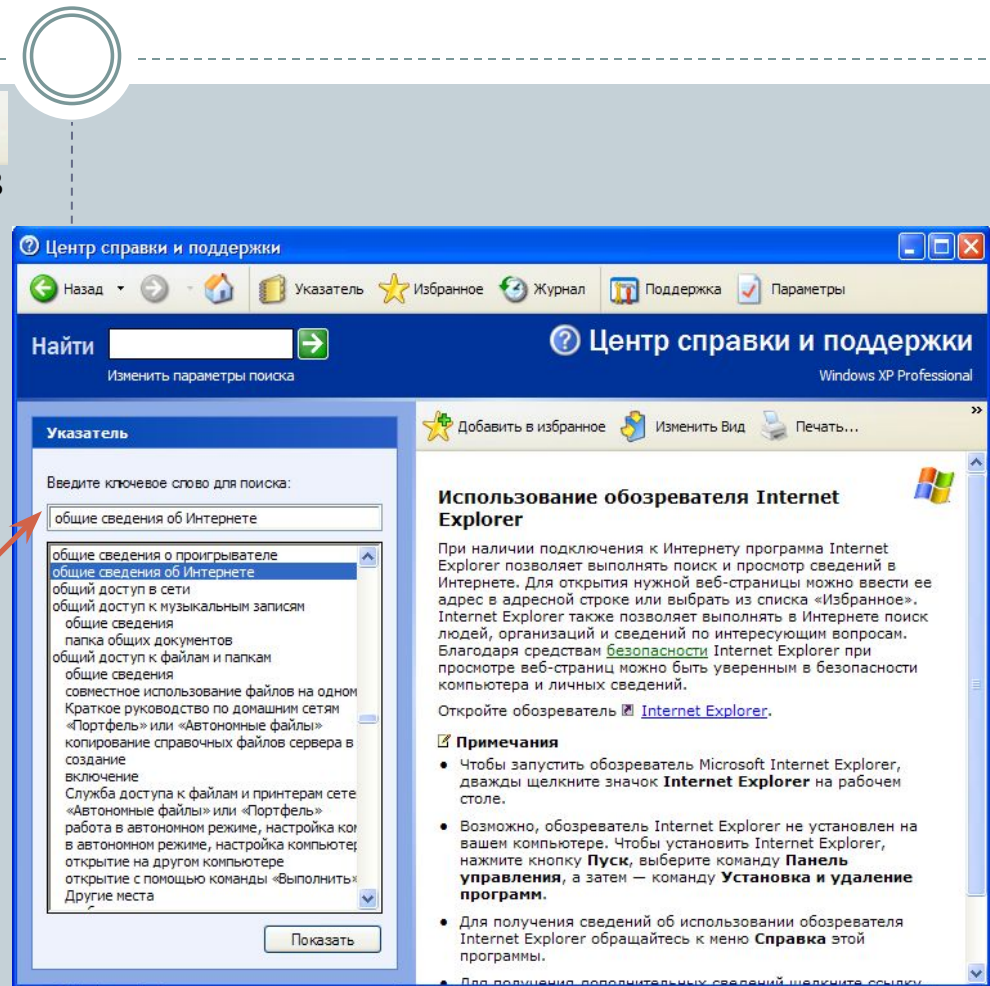 в
Центр справки и поддержки
Назад
Указатель
Избранное
Журнал
Поддержка
Параметры
Найти
Центр справки и поддержки
Изменить параметры поиска
Windows XP Professional
Указатель
Введите ключевое слово для поиска:
общие сведения об Интернете
общие сведения о проигрывателе
общие сведения об Интернете
общий доступ в сети
общий доступ к музыкальным записям
общие сведения
папка общих документов
общий доступ к файлам и папкам
общие сведения
совместное использование файлов на одном
Краткое руководство по домашним сетям
«Портфель» или «Автономные файлы»
копирование справочных файлов сервера в
создание
включение
Служба доступа к файлам и принтерам сете
«Автономные файлы» или «Портфель»
работа в автономном режиме, настройка ко
в автономном режиме, настройка компьютер
открытие на другом компьютере
открытие с помощью команды «Выполнить»
Другие места
Показать
Добавить в избранное
Изменить Вид
Печать...
»
Использование обозревателя Internet
Explorer
При наличии подключения к Интернету программа Internet
Explorer позволяет выполнять поиск и просмотр сведений в
Интернете. Для открытия нужной веб-страницы можно ввести ее
адрес в адресной строке или выбрать из списка «Избранное».
Internet Explorer также позволяет выполнять в Интернете поиск
людей, организаций и сведений по интересующим вопросам.
Благодаря средствам безопасности Internet Explorer при
просмотре веб-страниц можно быть уверенным в безопасности
компьютера и личных сведений.
Откройте обозреватель Internet Explorer.
Примечания
• Чтобы запустить обозреватель Microsoft Internet Explorer,
дважды щелкните значок Internet Explorer на рабочем
столе.
• Возможно, обозреватель Internet Explorer не установлен на
вашем компьютере. Чтобы установить Internet Explorer,
нажмите кнопку Пуск, выберите команду Панель
управления, а затем — команду Установка и удаление
программ.
• Для получения сведений об использовании обозревателя
Internet Explorer обращайтесь к меню Справка этой
программы.
• Для получения дополнительных сведений щелкните ссылку